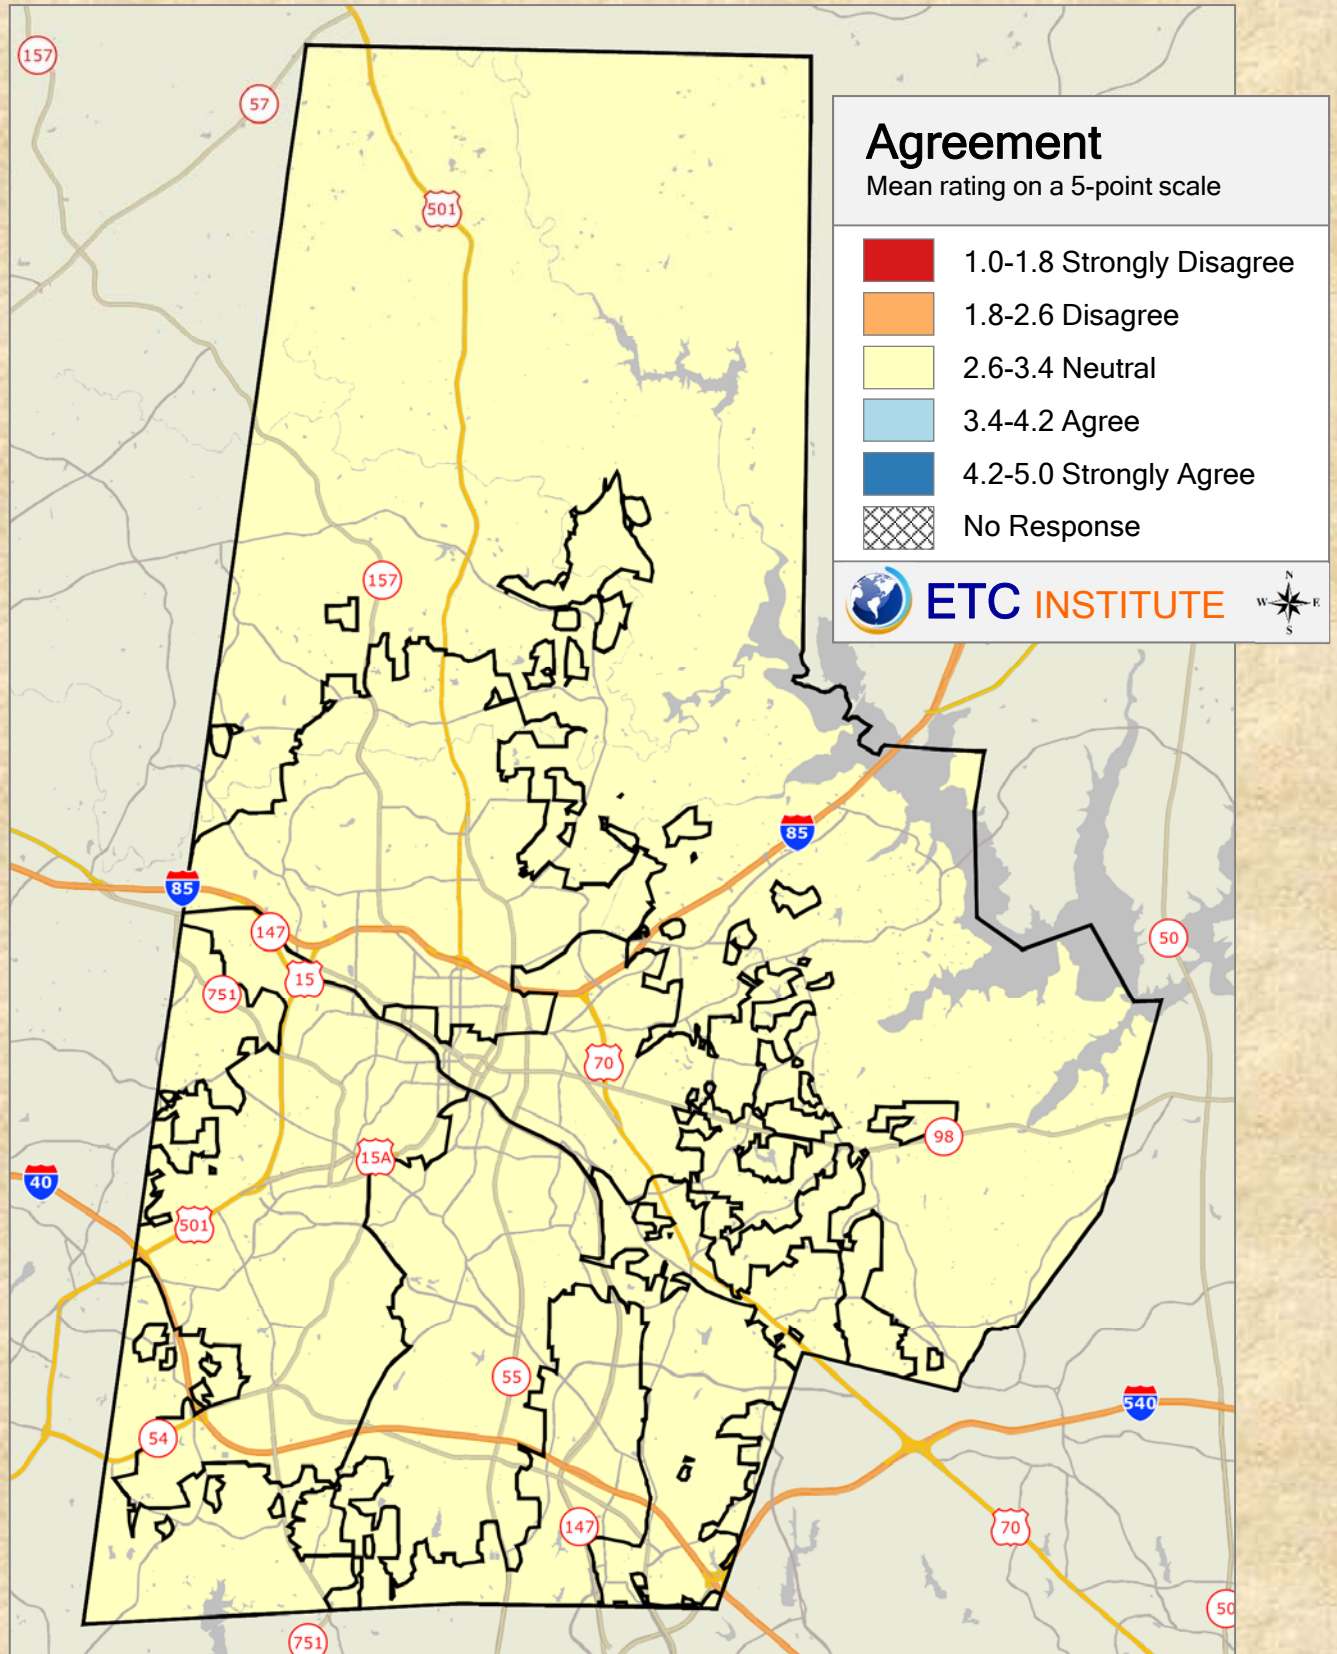 157
57
501
Agreement
Mean rating on a 5-point scale
1.0-1.8 Strongly Disagree
1.8-2.6 Disagree
2.6-3.4 Neutral
3.4-4.2 Agree
4.2-5.0 Strongly Agree
No Response
ETC INSTITUTE
N
W E
S
157
85
85
147
50
15
751
70
98
15A
40
501
55
540
54
147
70
50
751